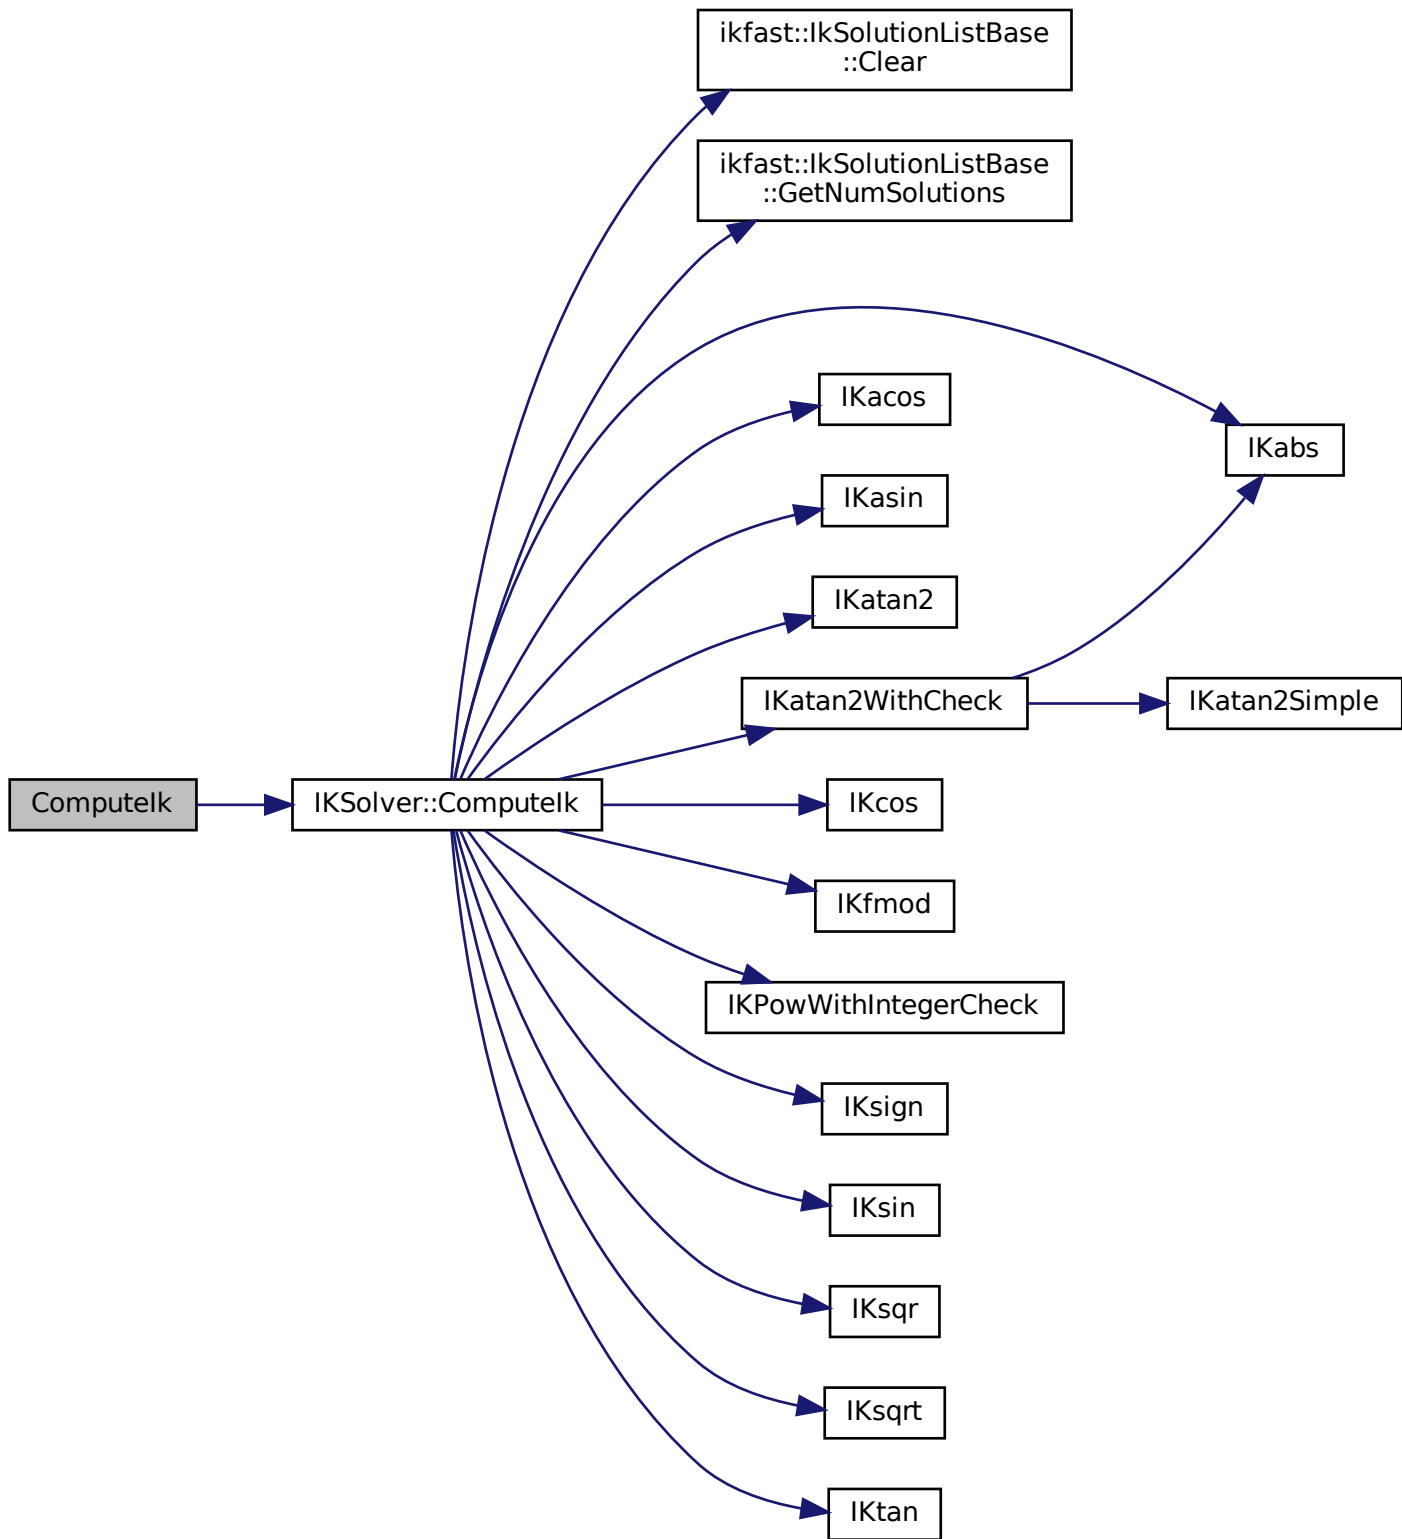 ikfast::IkSolutionListBase
::Clear
ikfast::IkSolutionListBase
::GetNumSolutions
IKacos
IKabs
IKasin
IKatan2
IKatan2WithCheck
IKatan2Simple
ComputeIk
IKSolver::ComputeIk
IKcos
IKfmod
IKPowWithIntegerCheck
IKsign
IKsin
IKsqr
IKsqrt
IKtan